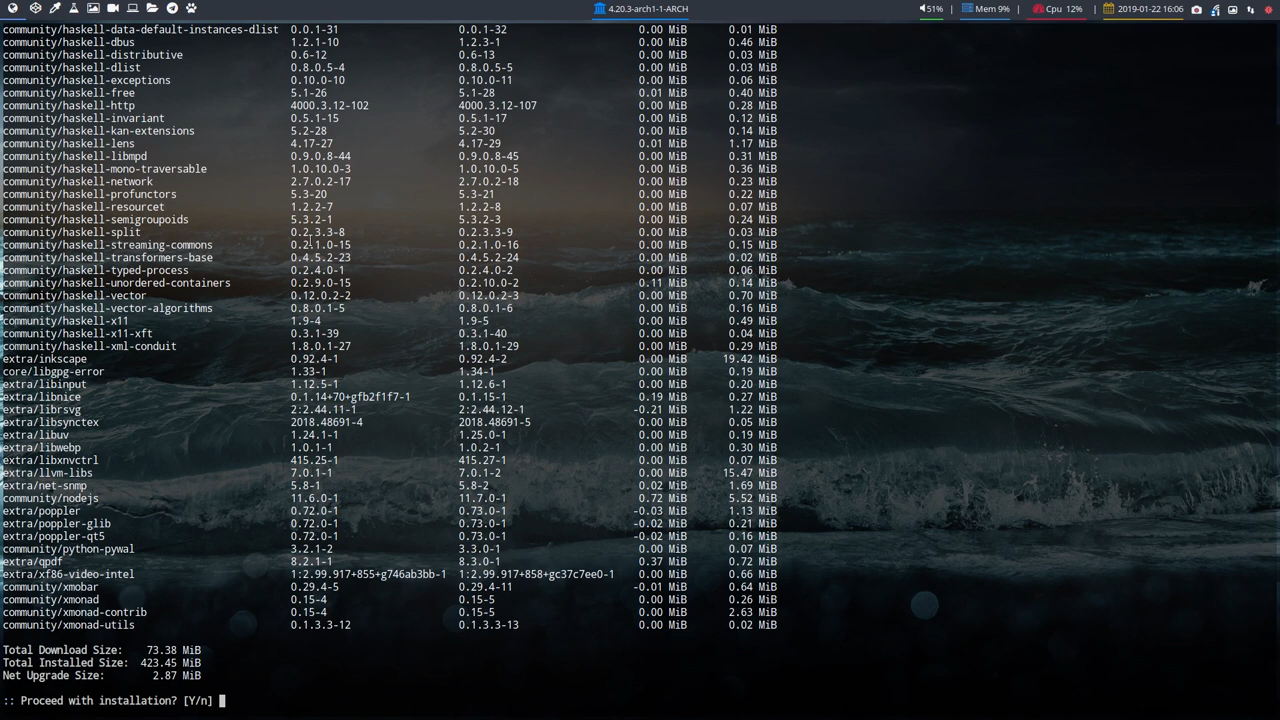 4.20.3-arch1-1-ARCH 51% | Mem 9% | Cpu 12% | 2019-01-22 16:06 |
community/haskell-data-default-instances-dlist 0.0.1-31 0.0.1-32 0.00 MiB 0.01 MiB
community/haskell-dbus 1.2.1-10 1.2.3-1 0.00 MiB 0.46 MiB
community/haskell-distributive 0.6-12 0.6-13 0.00 MiB 0.03 MiB
community/haskell-dlist 0.8.0.5-4 0.8.0.5-5 0.00 MiB 0.03 MiB
community/haskell-exceptions 0.10.0-10 0.10.0-11 0.00 MiB 0.06 MiB
community/haskell-free 5.1-26 5.1-28 0.01 MiB 0.40 MiB
community/haskell-http 4000.3.12-102 4000.3.12-107 0.00 MiB 0.28 MiB
community/haskell-invariant 0.5.1-15 0.5.1-17 0.00 MiB 0.12 MiB
community/haskell-kan-extensions 5.2-28 5.2-30 0.00 MiB 0.14 MiB
community/haskell-lens 4.17-27 4.17-29 0.01 MiB 1.17 MiB
community/haskell-libmpd 0.9.0.8-44 0.9.0.8-45 0.00 MiB 0.31 MiB
community/haskell-mono-traversable 1.0.10.0-3 1.0.10.0-5 0.00 MiB 0.36 MiB
community/haskell-network 2.7.0.2-17 2.7.0.2-18 0.00 MiB 0.23 MiB
community/haskell-profunctors 5.3-20 5.3-21 0.00 MiB 0.22 MiB
community/haskell-resourcet 1.2.2-7 1.2.2-8 0.00 MiB 0.07 MiB
community/haskell-semigroupoids 5.3.2-1 5.3.2-3 0.00 MiB 0.24 MiB
community/haskell-split 0.2.3.3-8 0.2.3.3-9 0.00 MiB 0.03 MiB
community/haskell-streaming-commons 0.2.1.0-15 0.2.1.0-16 0.00 MiB 0.15 MiB
community/haskell-transformers-base 0.4.5.2-23 0.4.5.2-24 0.00 MiB 0.02 MiB
community/haskell-typed-process 0.2.4.0-1 0.2.4.0-2 0.00 MiB 0.06 MiB
community/haskell-unordered-containers 0.2.9.0-15 0.2.10.0-2 0.11 MiB 0.14 MiB
community/haskell-vector 0.12.0.2-2 0.12.0.2-3 0.00 MiB 0.70 MiB
community/haskell-vector-algorithms 0.8.0.1-5 0.8.0.1-6 0.00 MiB 0.16 MiB
community/haskell-x11 1.9-4 1.9-5 0.00 MiB 0.49 MiB
community/haskell-x11-xft 0.3.1-39 0.3.1-40 0.00 MiB 0.04 MiB
community/haskell-xml-conduit 1.8.0.1-27 1.8.0.1-29 0.00 MiB 0.29 MiB
extra/inkscape 0.92.4-1 0.92.4-2 0.00 MiB 19.42 MiB
core/libgpg-error 1.33-1 1.34-1 0.00 MiB 0.19 MiB
extra/libinput 1.12.5-1 1.12.6-1 0.00 MiB 0.20 MiB
extra/libnice 0.1.14+70+gfb2f1f7-1 0.1.15-1 0.19 MiB 0.27 MiB
extra/librsvg 2:2.44.11-1 2:2.44.12-1 -0.21 MiB 1.22 MiB
extra/libsynctex 2018.48691-4 2018.48691-5 0.00 MiB 0.05 MiB
extra/libuv 1.24.1-1 1.25.0-1 0.00 MiB 0.19 MiB
extra/libwebp 1.0.1-1 1.0.2-1 0.00 MiB 0.30 MiB
extra/libxnvctrl 415.25-1 415.27-1 0.00 MiB 0.07 MiB
extra/llvm-libs 7.0.1-1 7.0.1-2 0.00 MiB 15.47 MiB
extra/net-snmp 5.8-1 5.8-2 0.02 MiB 1.69 MiB
community/nodejs 11.6.0-1 11.7.0-1 0.72 MiB 5.52 MiB
extra/poppler 0.72.0-1 0.73.0-1 -0.03 MiB 1.13 MiB
extra/poppler-glib 0.72.0-1 0.73.0-1 -0.02 MiB 0.21 MiB
extra/poppler-qt5 0.72.0-1 0.73.0-1 -0.02 MiB 0.16 MiB
community/python-pywal 3.2.1-2 3.3.0-1 0.00 MiB 0.07 MiB
extra/qpdf 8.2.1-1 8.3.0-1 0.37 MiB 0.72 MiB
extra/xf86-video-intel 1:2.99.917+855+g746ab3bb-1 1:2.99.917+858+gc37c7ee0-1 0.00 MiB 0.66 MiB
community/xmobar 0.29.4-5 0.29.4-11 -0.01 MiB 0.64 MiB
community/xmonad 0.15-4 0.15-5 0.00 MiB 0.26 MiB
community/xmonad-contrib 0.15-4 0.15-5 0.00 MiB 2.63 MiB
community/xmonad-utils 0.1.3.3-12 0.1.3.3-13 0.00 MiB 0.02 MiB
Total Download Size: 73.38 MiB
Total Installed Size: 423.45 MiB
Net Upgrade Size: 2.87 MiB
:: Proceed with installation? [Y/n]